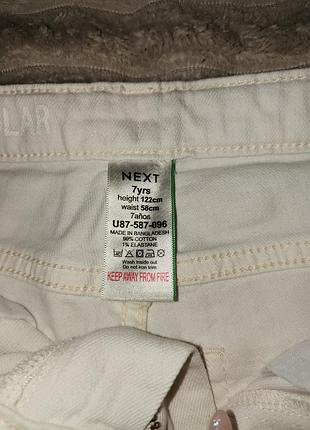 LAR
NEXT
7yrs
height 122cm
waist 58cm
7años
U87-587-096
MADE IN BANGLADESH
99% COTTON
1% ELASTANE
Wash inside out
Do not iron trim
KEEP AWAY FROM FIRE